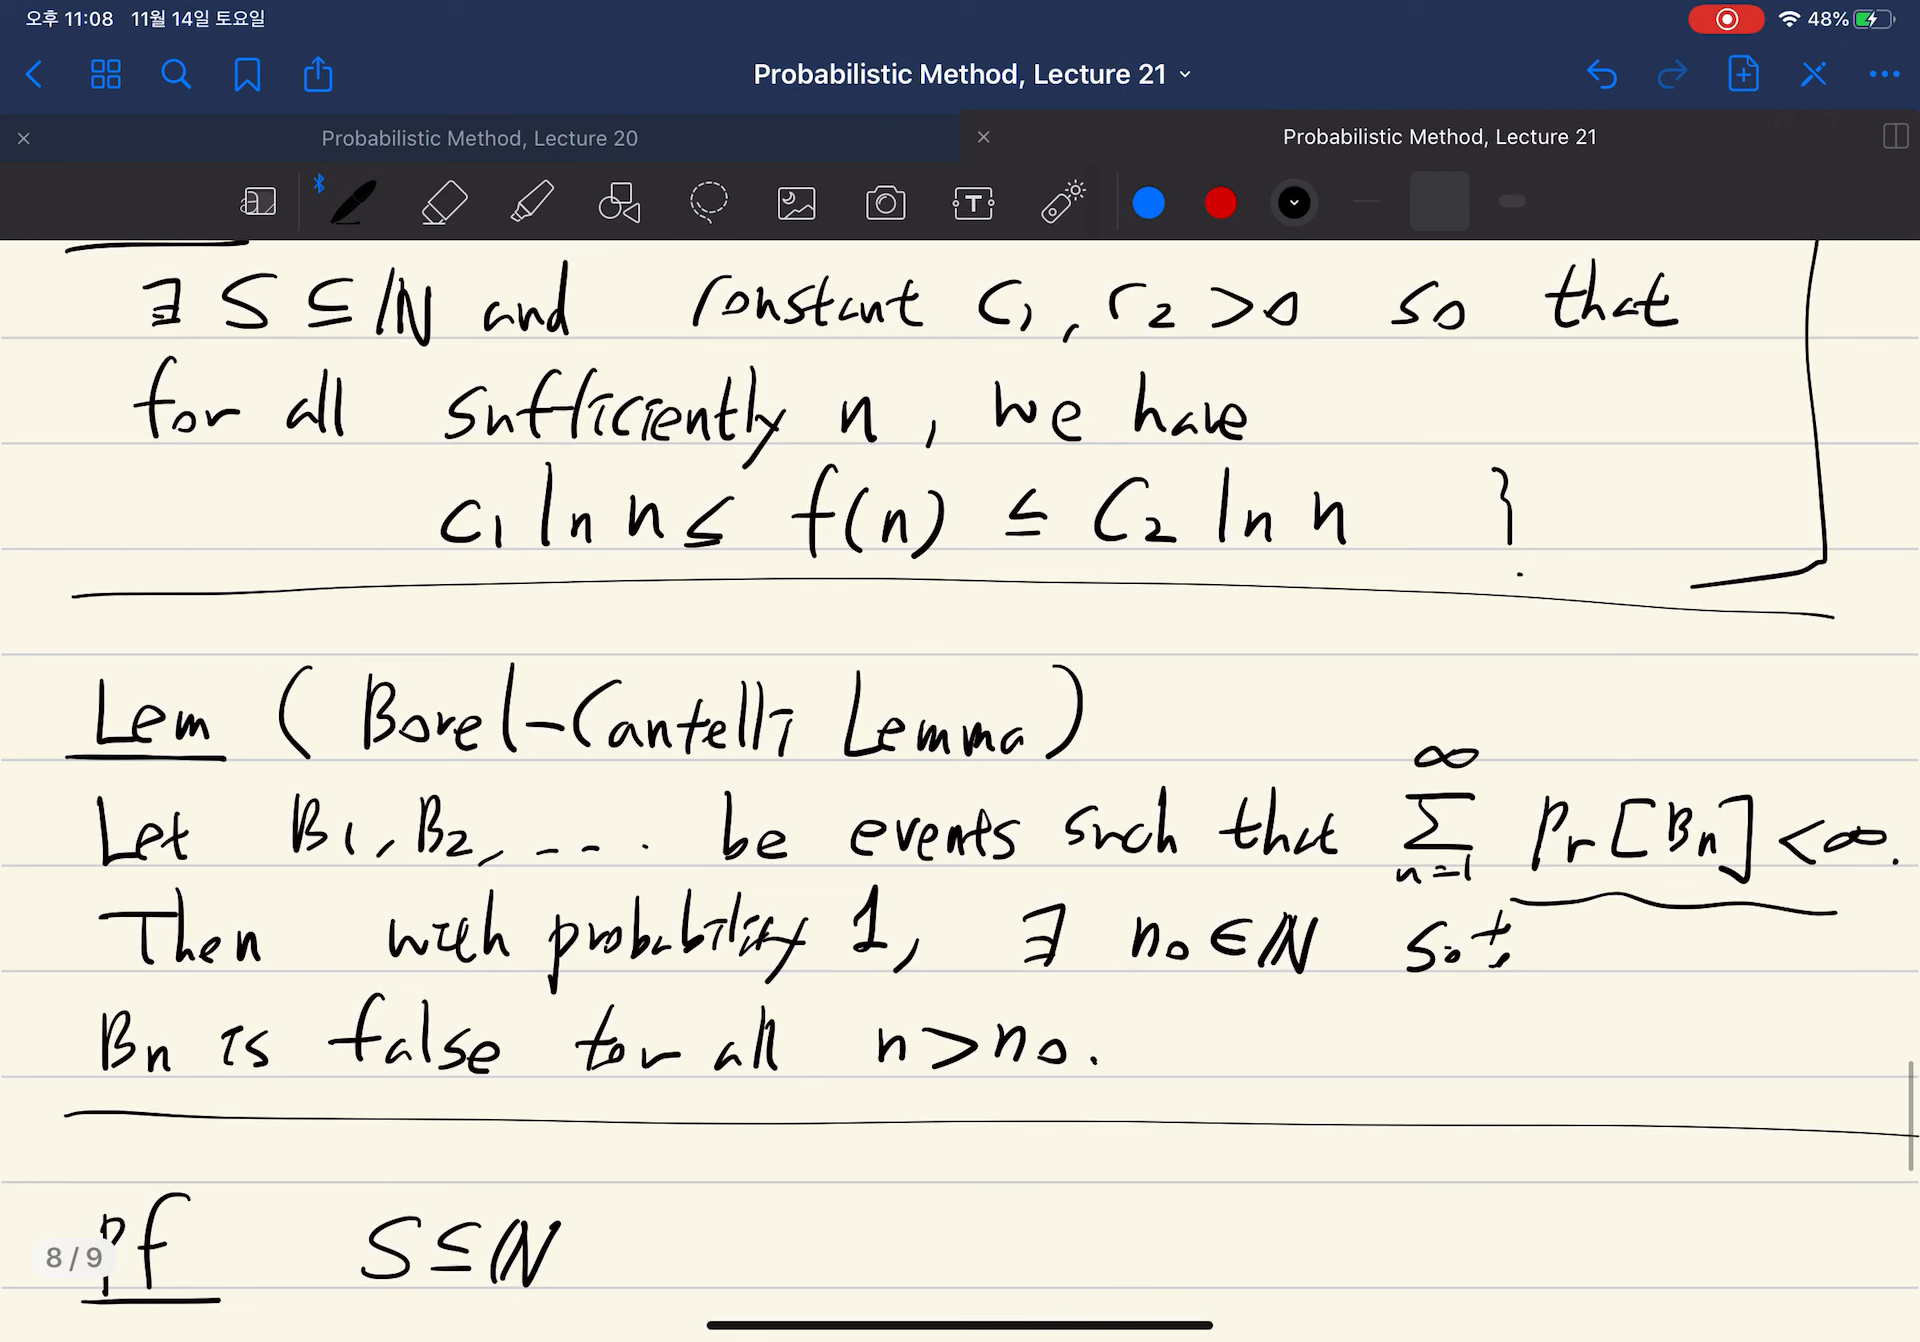 오후 11:08 11월 14일 토요일
48%
Probabilistic Method, Lecture 21
Probabilistic Method, Lecture 20
Probabilistic Method, Lecture 21
T
∃ S ⊆ ℕ and constant C₁, C₂ > 0 so that
for all sufficiently n, we have
C₁ ln n ≤ f(n) ≤ C₂ ln n }
Lem (Borel-Cantelli Lemma)
Let B₁, B₂, ---. be events such that ∑_{n=1}^{∞} Pr[Bₙ] < ∞.
Then with probability 1, ∃ n₀ ∈ ℕ s.t.
Bₙ is false for all n > n₀.
Pf S ⊆ ℕ
8 / 9